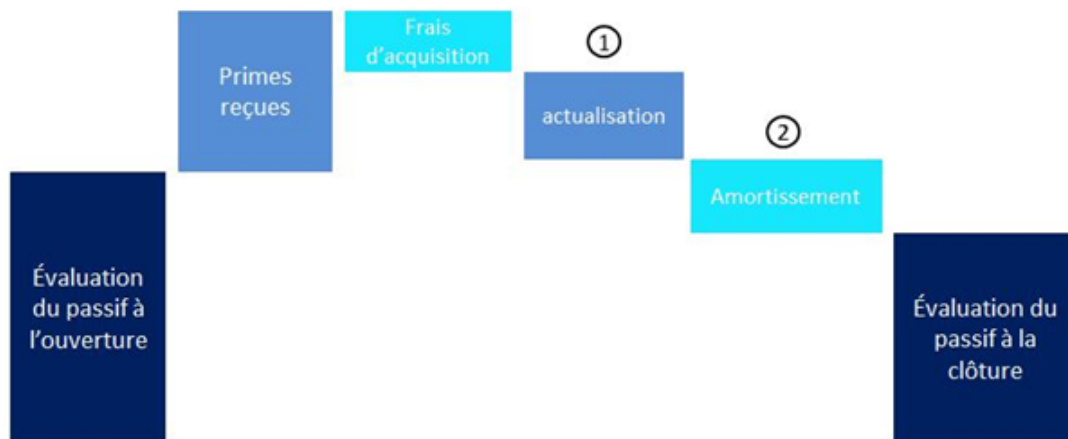 Évaluation
du passif à
l'ouverture
Primes
reçues
Frais
d'acquisition
①
actualisation
②
Amortissement
Évaluation du
passif à la
clôture